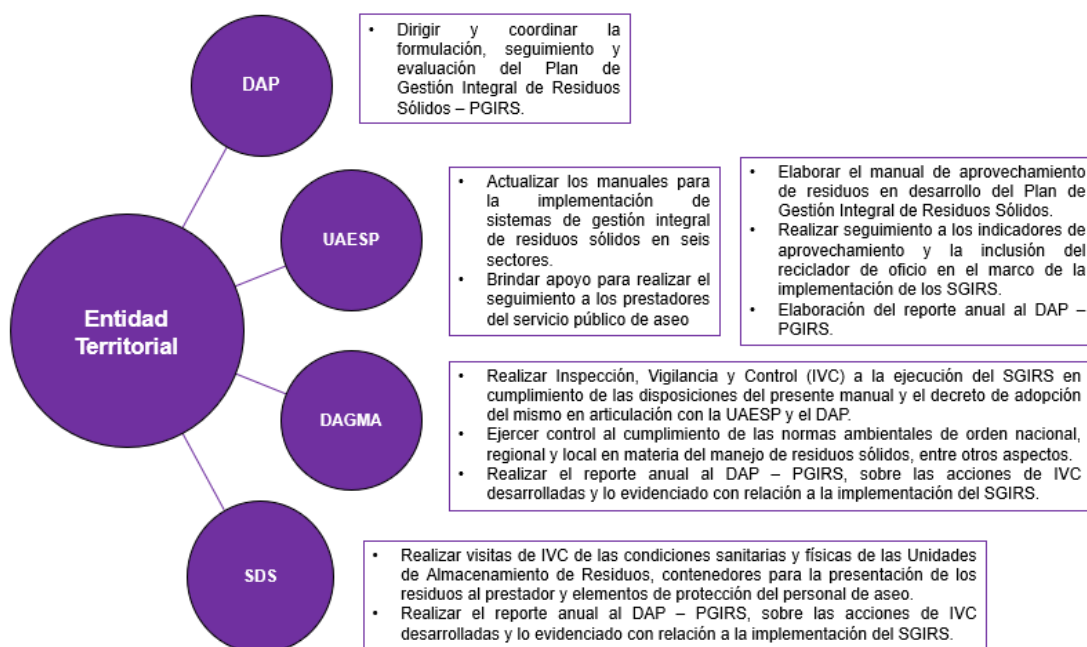 Entidad
Territorial
DAP
• Dirigir y coordinar la
formulación, seguimiento y
evaluación del Plan de
Gestión Integral de Residuos
Sólidos – PGIRS.
UAESP
• Actualizar los manuales para
la implementación de
sistemas de gestión integral
de residuos sólidos en seis
sectores.
• Brindar apoyo para realizar el
seguimiento a los prestadores
del servicio público de aseo
• Elaborar el manual de aprovechamiento
de residuos en desarrollo del Plan de
Gestión Integral de Residuos Sólidos.
• Realizar seguimiento a los indicadores de
aprovechamiento y la inclusión del
reciclador de oficio en el marco de la
implementación de los SGIRS.
• Elaboración del reporte anual al DAP –
PGIRS.
DAGMA
• Realizar Inspección, Vigilancia y Control (IVC) a la ejecución del SGIRS en
cumplimiento de las disposiciones del presente manual y el decreto de adopción
del mismo en articulación con la UAESP y el DAP.
• Ejercer control al cumplimiento de las normas ambientales de orden nacional,
regional y local en materia del manejo de residuos sólidos, entre otros aspectos.
• Realizar el reporte anual al DAP – PGIRS, sobre las acciones de IVC
desarrolladas y lo evidenciado con relación a la implementación del SGIRS.
SDS
• Realizar visitas de IVC de las condiciones sanitarias y físicas de las Unidades
de Almacenamiento de Residuos, contenedores para la presentación de los
residuos al prestador y elementos de protección del personal de aseo.
• Realizar el reporte anual al DAP – PGIRS, sobre las acciones de IVC
desarrolladas y lo evidenciado con relación a la implementación del SGIRS.